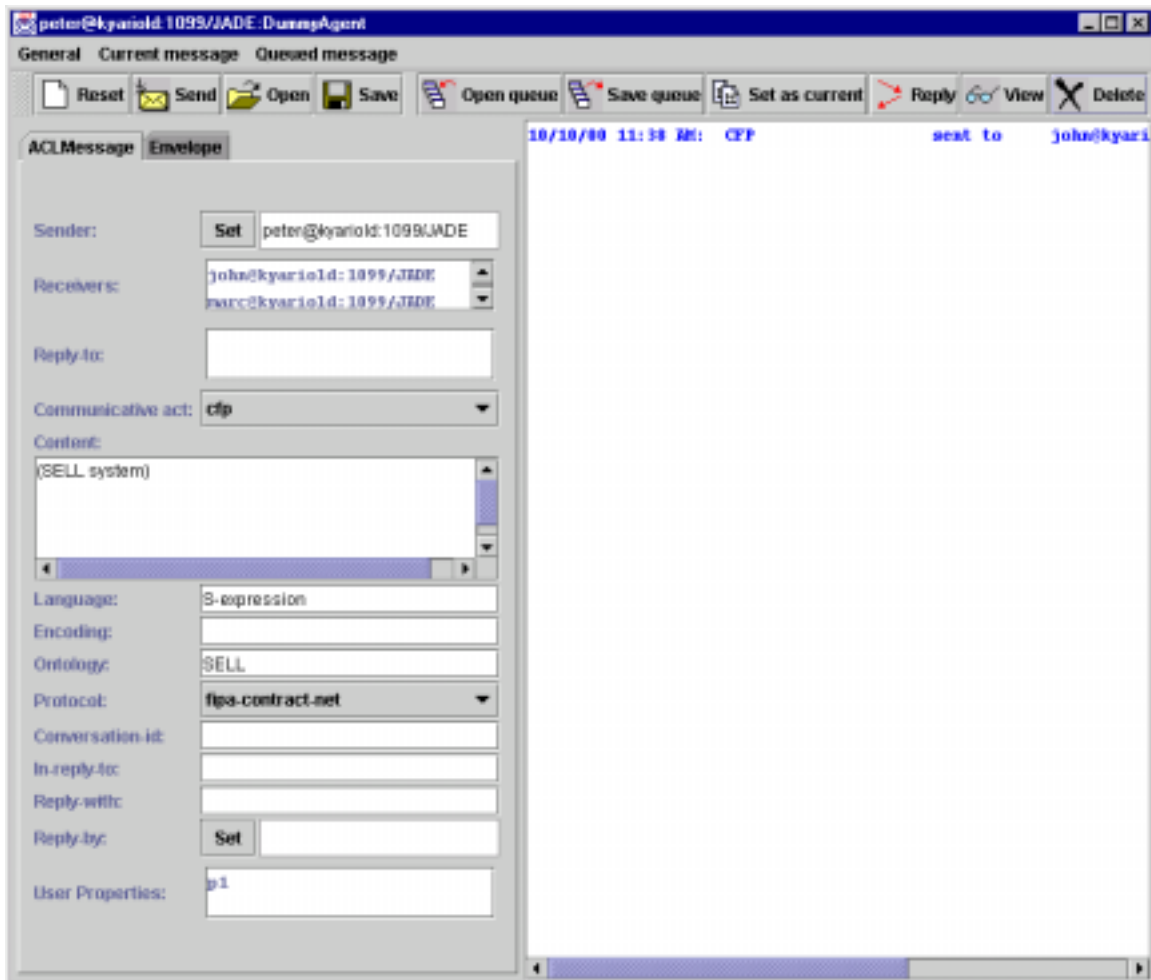 peter@kyariold:1099/JADE:DummyAgent
General Current message Queued message
Reset Send Open Save Open queue Save queue Set as current Reply View Delete
ACLMessage Envelope
10/10/00 11:38 AM: CFP sent to john@kyari
Sender: Set peter@kyariold:1099/JADE
Receivers:
john@kyariold:1099/JADE
marc@kyariold:1099/JADE
Reply-to:
Communicative act: cfp
Content:
(SELL system)
Language: S-expression
Encoding:
Ontology: SELL
Protocol: fipa-contract-net
Conversation-id:
In-reply-to:
Reply-with:
Reply-by: Set
User Properties: p1